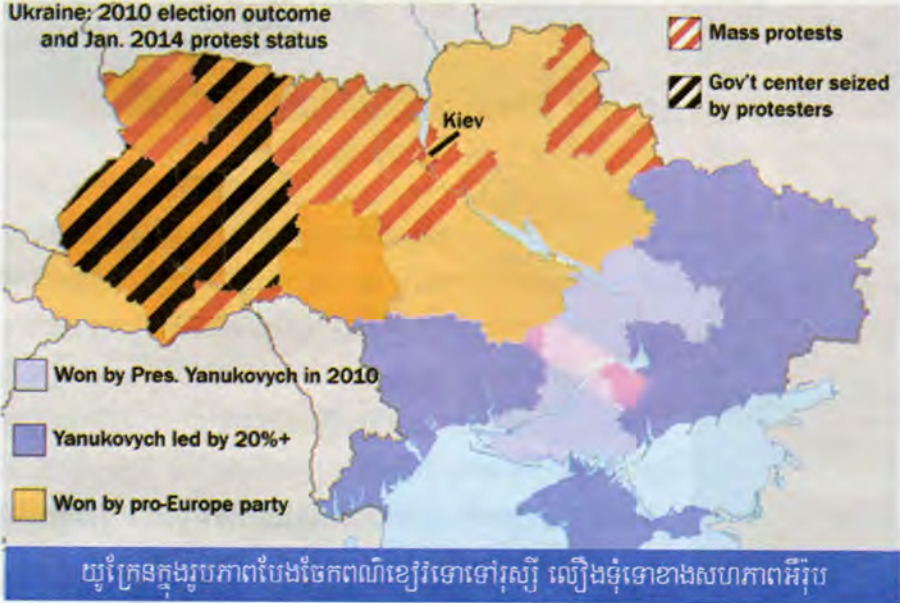 Ukraine: 2010 election outcome
and Jan. 2014 protest status
Mass protests
Gov't center seized
by protesters
Kiev
Won by Pres. Yanukovych in 2010
Yanukovych led by 20%+
Won by pro-Europe party
យូក្រែនក្នុងរូបភាពបែងចែកពណ៌ខៀវទោទៅរុស្ស៊ី លឿងទុំទោខាងសហភាពអឺរ៉ុប